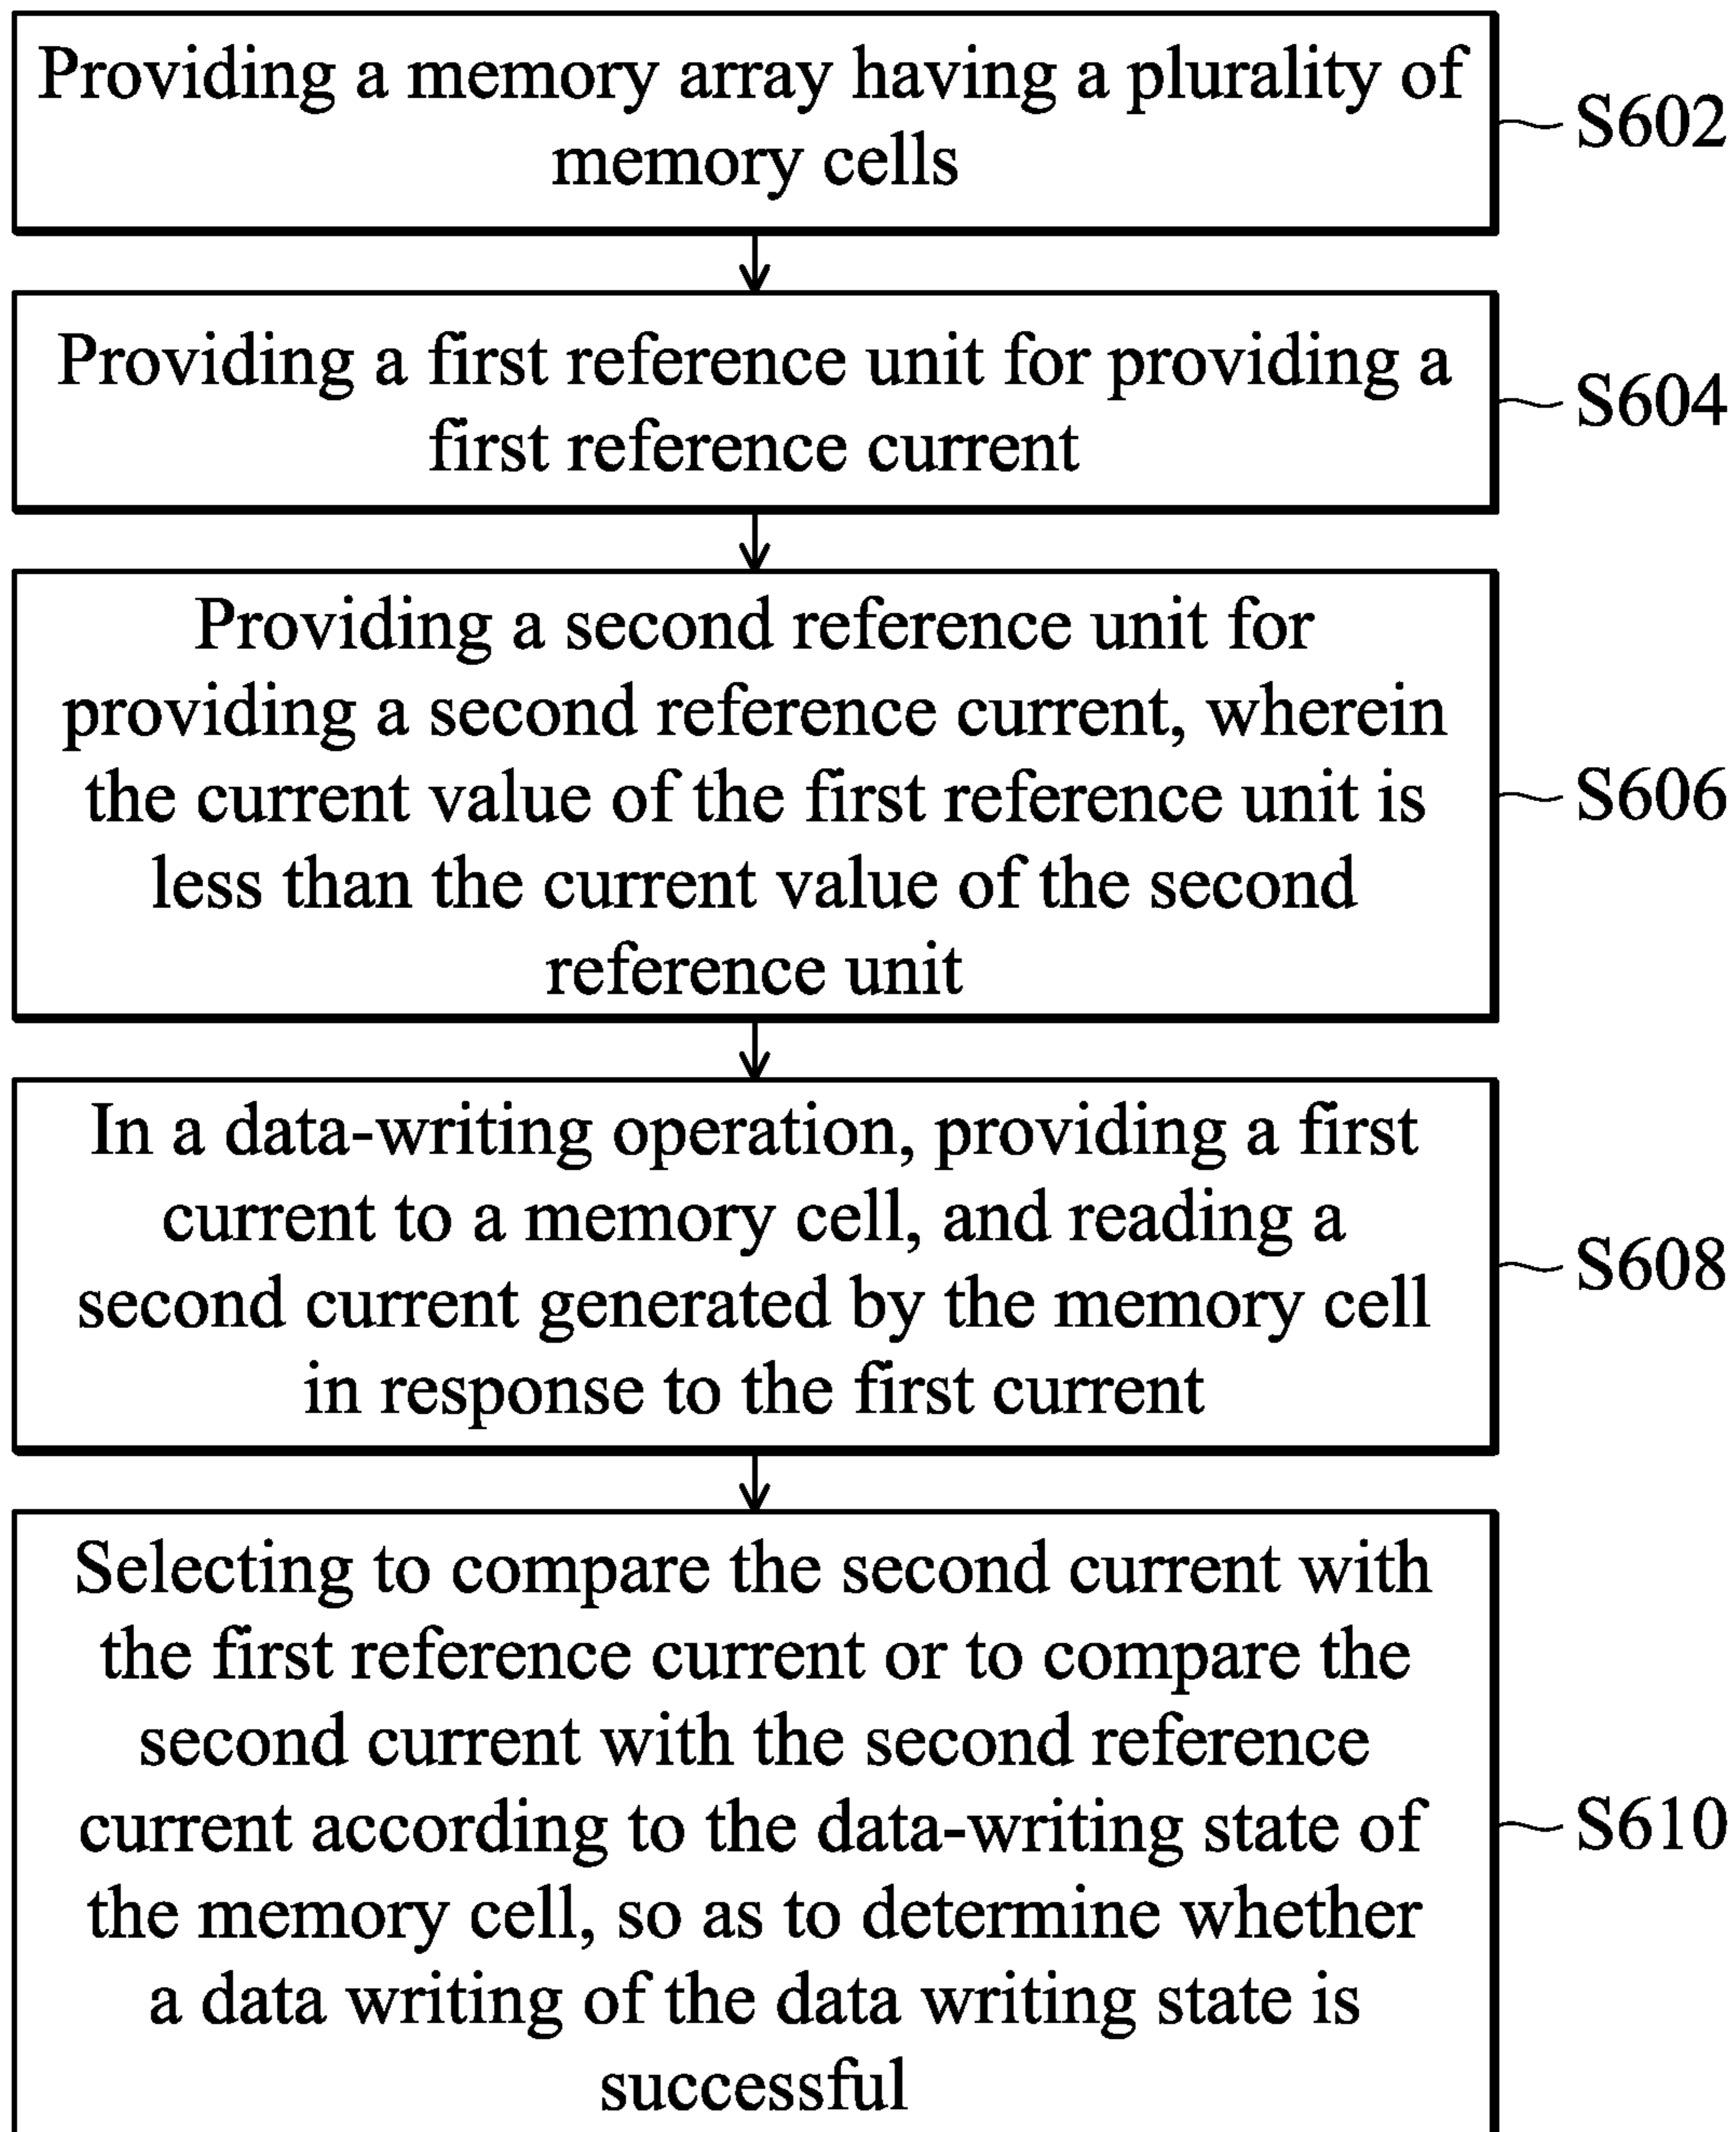 Providing a memory array having a plurality of
memory cells
S602
Providing a first reference unit for providing a
first reference current
S604
Providing a second reference unit for
providing a second reference current, wherein
the current value of the first reference unit is
less than the current value of the second
reference unit
S606
In a data-writing operation, providing a first
current to a memory cell, and reading a
second current generated by the memory cell
in response to the first current
S608
Selecting to compare the second current with
the first reference current or to compare the
second current with the second reference
current according to the data-writing state of
the memory cell, so as to determine whether
a data writing of the data writing state is
successful
S610